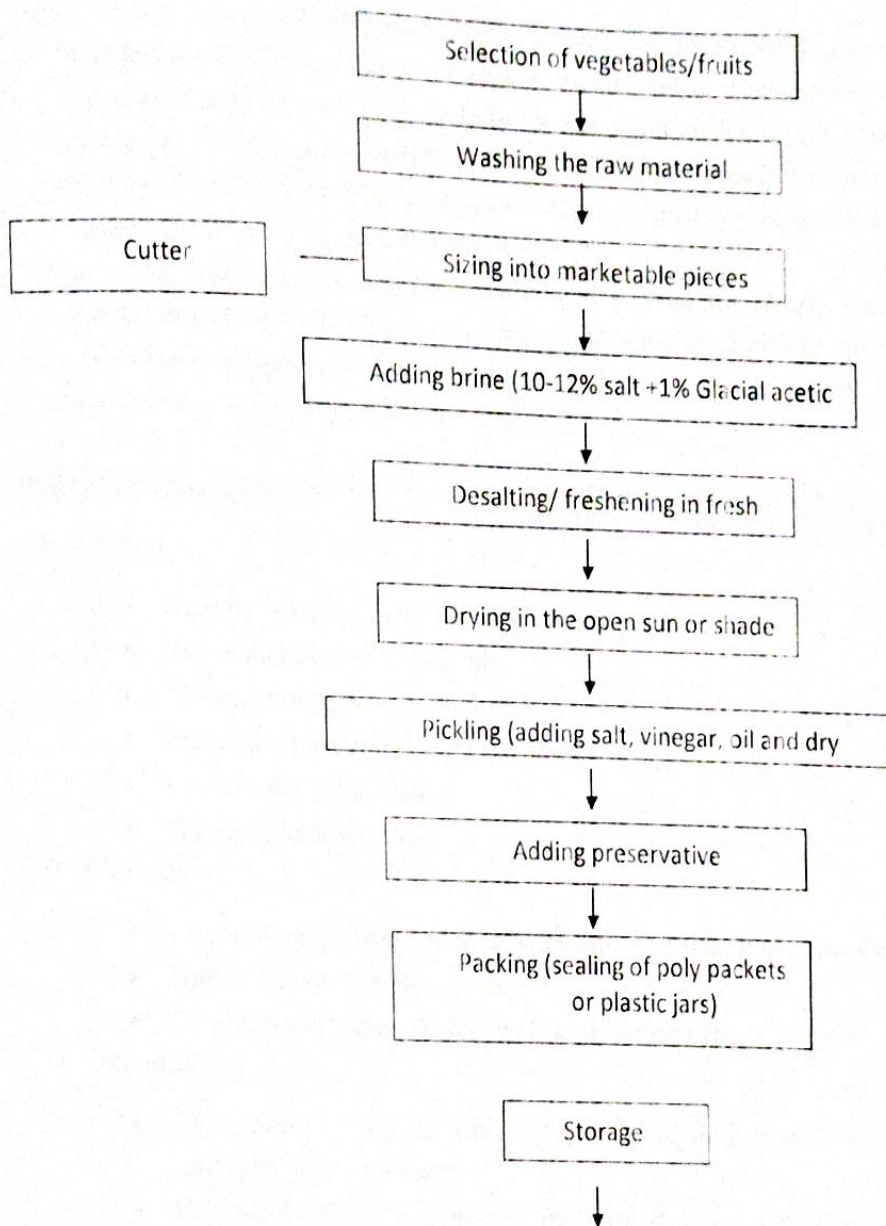 Selection of vegetables/fruits
Washing the raw material
Cutter
Sizing into marketable pieces
Adding brine (10-12% salt +1% Glacial acetic
Desalting/ freshening in fresh
Drying in the open sun or shade
Pickling (adding salt, vinegar, oil and dry
Adding preservative
Packing (sealing of poly packets
or plastic jars)
Storage